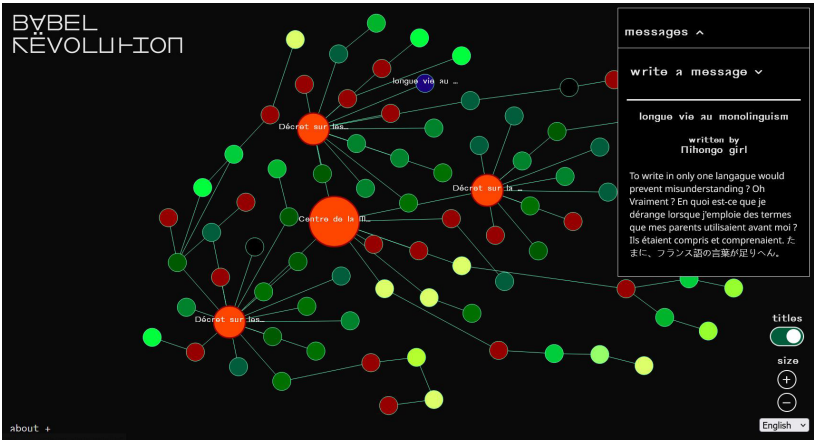 BABEL
RËVOLUTION
messages
write a message
longue vie au monolinguism
written by
Nihongo girl
To write in only one langague would
prevent misunderstanding ? Oh
Vraiment ? En quoi est-ce que je
dérange lorsque j'emploie des termes
que mes parents utilisaient avant moi ?
Ils étaient compris et comprenaient. た
まに、フランス語の言葉が足りへん。
longue vie au …
Décret sur les…
Décret sur la …
Centre de la M…
Décret sur les…
titles
size
+
−
English
about +